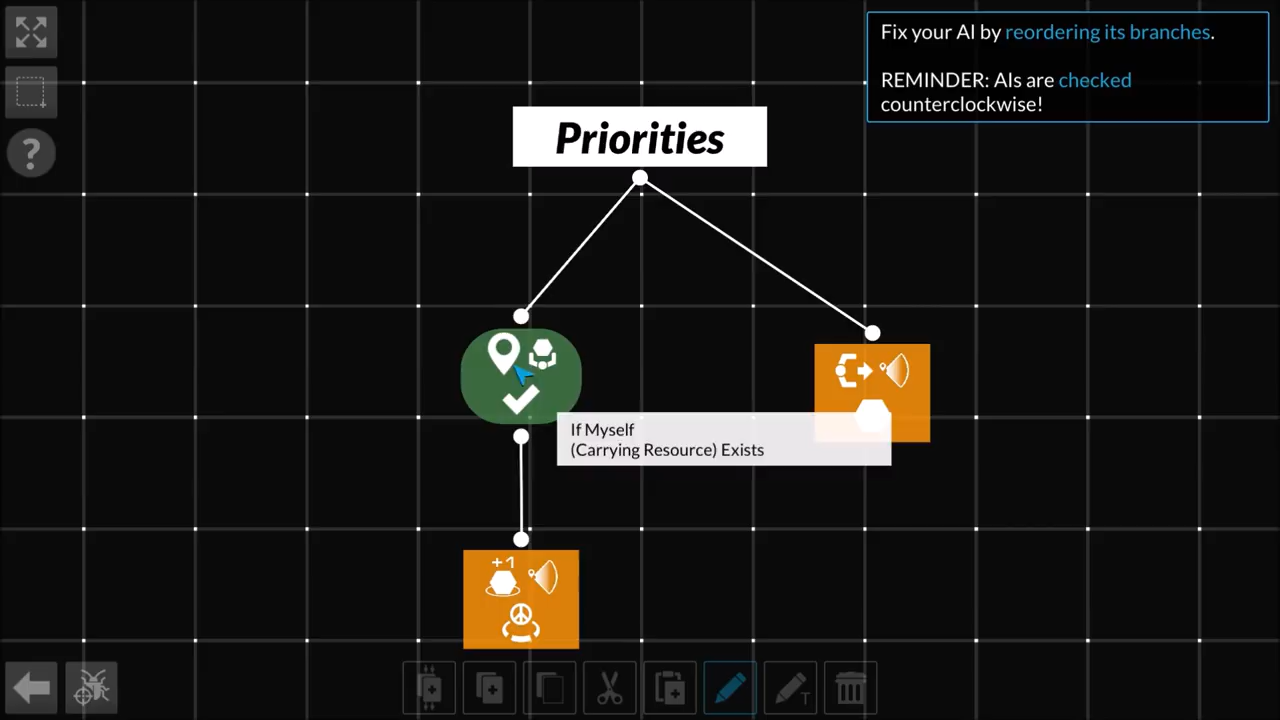 Fix your AI by reordering its branches.
REMINDER: AIs are checked
counterclockwise!
Priorities
?
If Myself
(Carrying Resource) Exists
+1
T